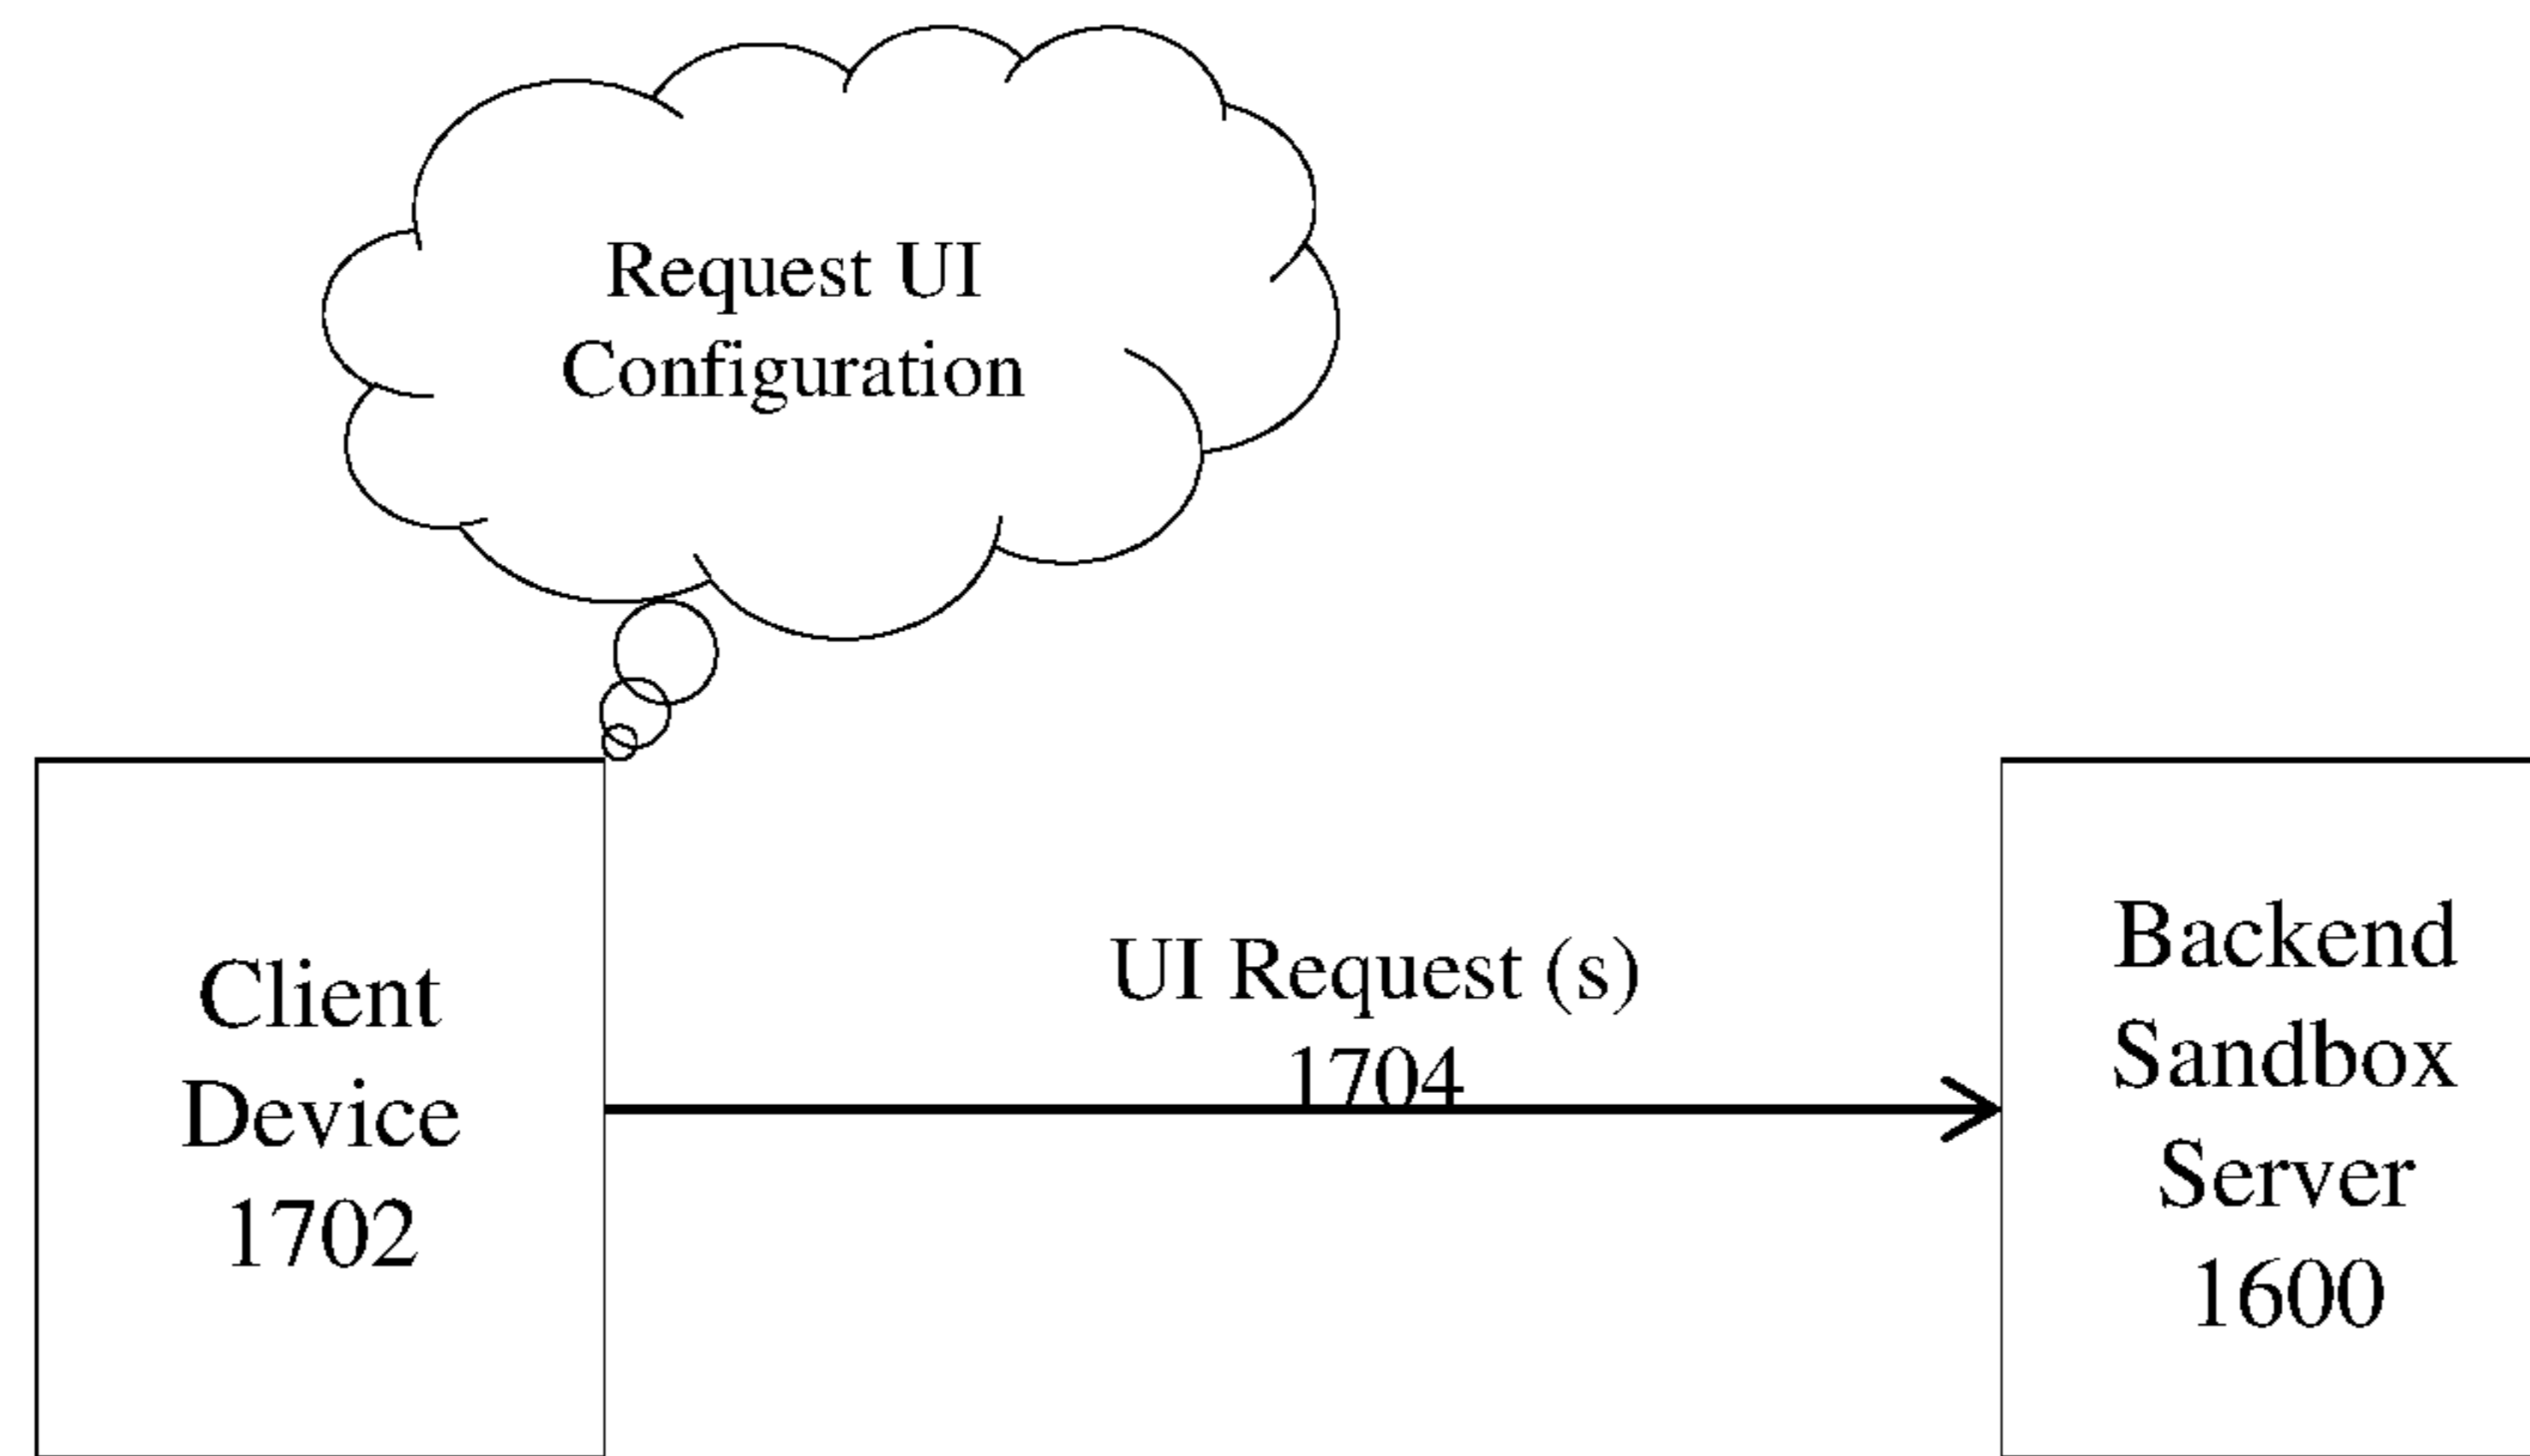 Request UI
Configuration
Client
Device
1702
UI Request (s)
1704
Backend
Sandbox
Server
1600